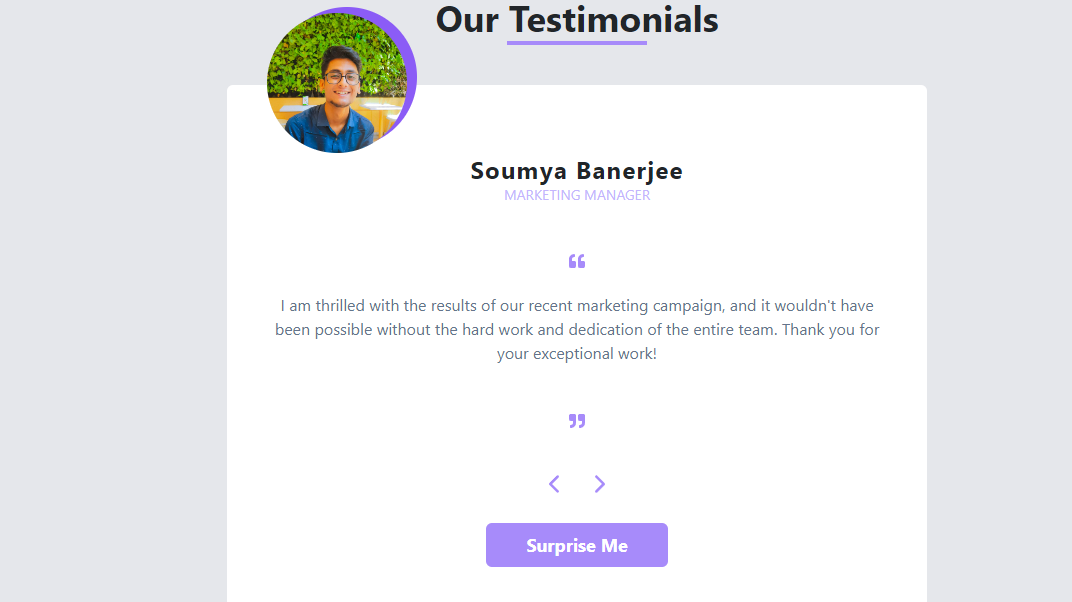 Our Testimonials
Soumya Banerjee
MARKETING MANAGER
“
I am thrilled with the results of our recent marketing campaign, and it wouldn't have
been possible without the hard work and dedication of the entire team. Thank you for
your exceptional work!
”
Surprise Me